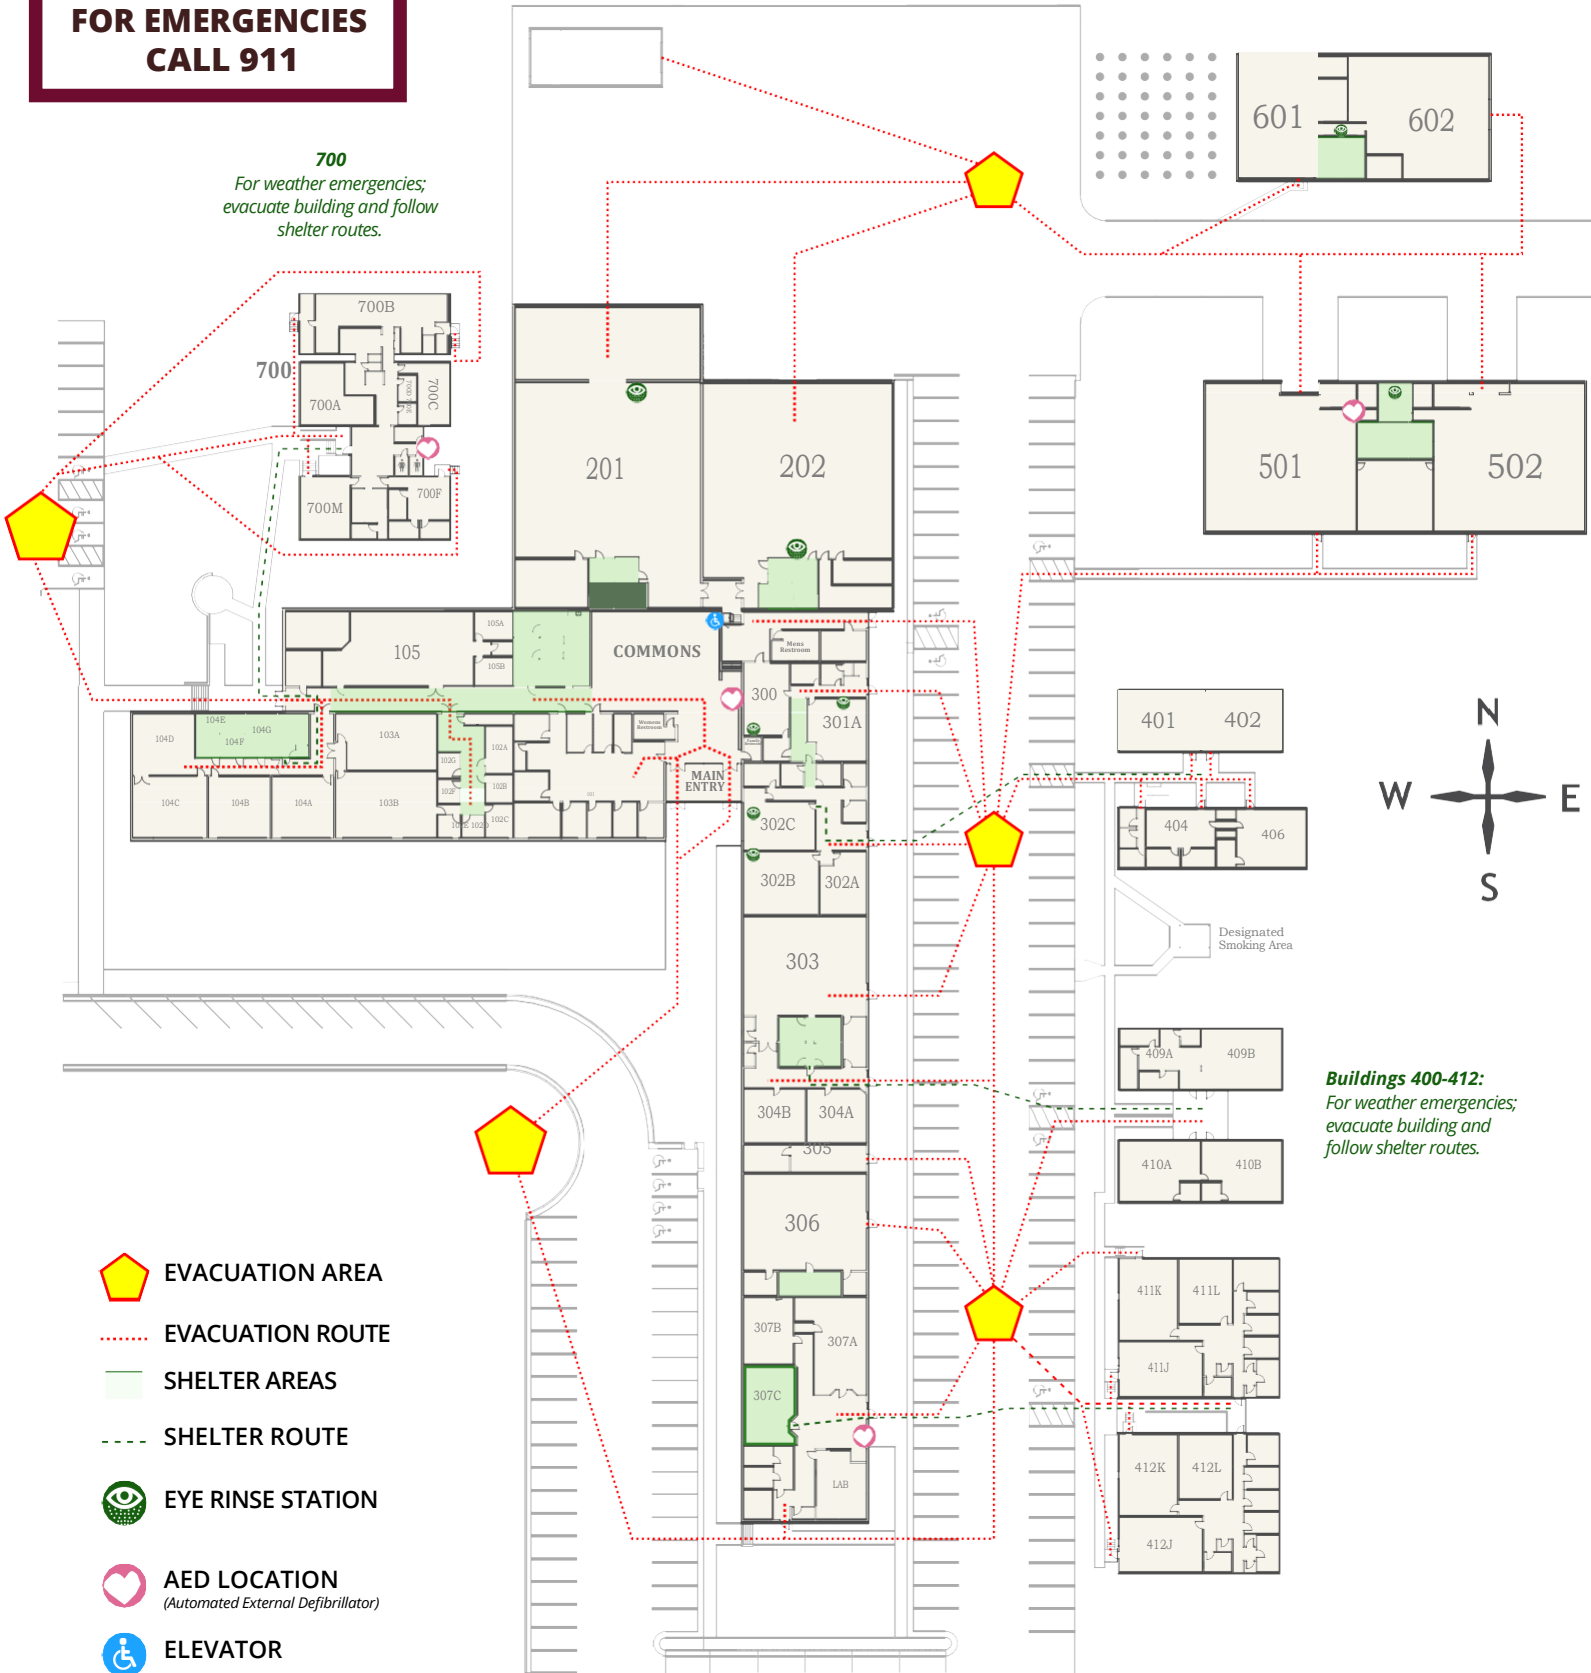 FOR EMERGENCIES
CALL 911
700
For weather emergencies;
evacuate building and follow
shelter routes.
601
602
700B
700
700A
700C
700M
700F
201
202
501
502
105
105A
105B
COMMONS
Mens
Restroom
300
301A
Womens
Restroom
MAIN
ENTRY
104E
104G
104F
104D
104C
104B
104A
103A
103B
102A
102G
102B
102F
102C
302C
302B
302A
303
304B
304A
305
306
307B
307A
307C
LAB
401
402
404
406
N
W
E
S
Designated
Smoking Area
409A
409B
410A
410B
Buildings 400-412:
For weather emergencies;
evacuate building and
follow shelter routes.
411K
411L
411J
412K
412L
412J
EVACUATION AREA
EVACUATION ROUTE
SHELTER AREAS
SHELTER ROUTE
EYE RINSE STATION
AED LOCATION
(Automated External Defibrillator)
ELEVATOR